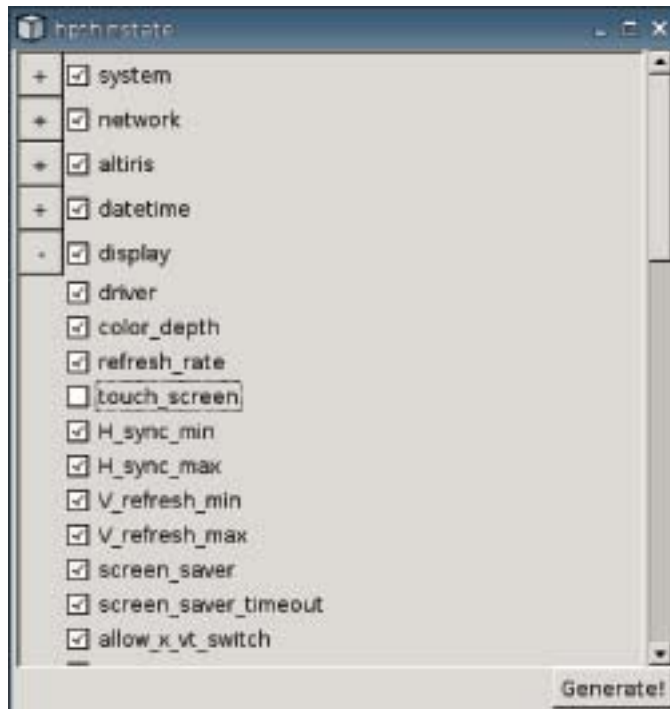 + system
+ network
+ altiris
+ datetime
- display
driver
color_depth
refresh_rate
touch_screen
H_sync_min
H_sync_max
V_refresh_min
V_refresh_max
screen_saver
screen_saver_timeout
allow_x_vt_switch
Generate!